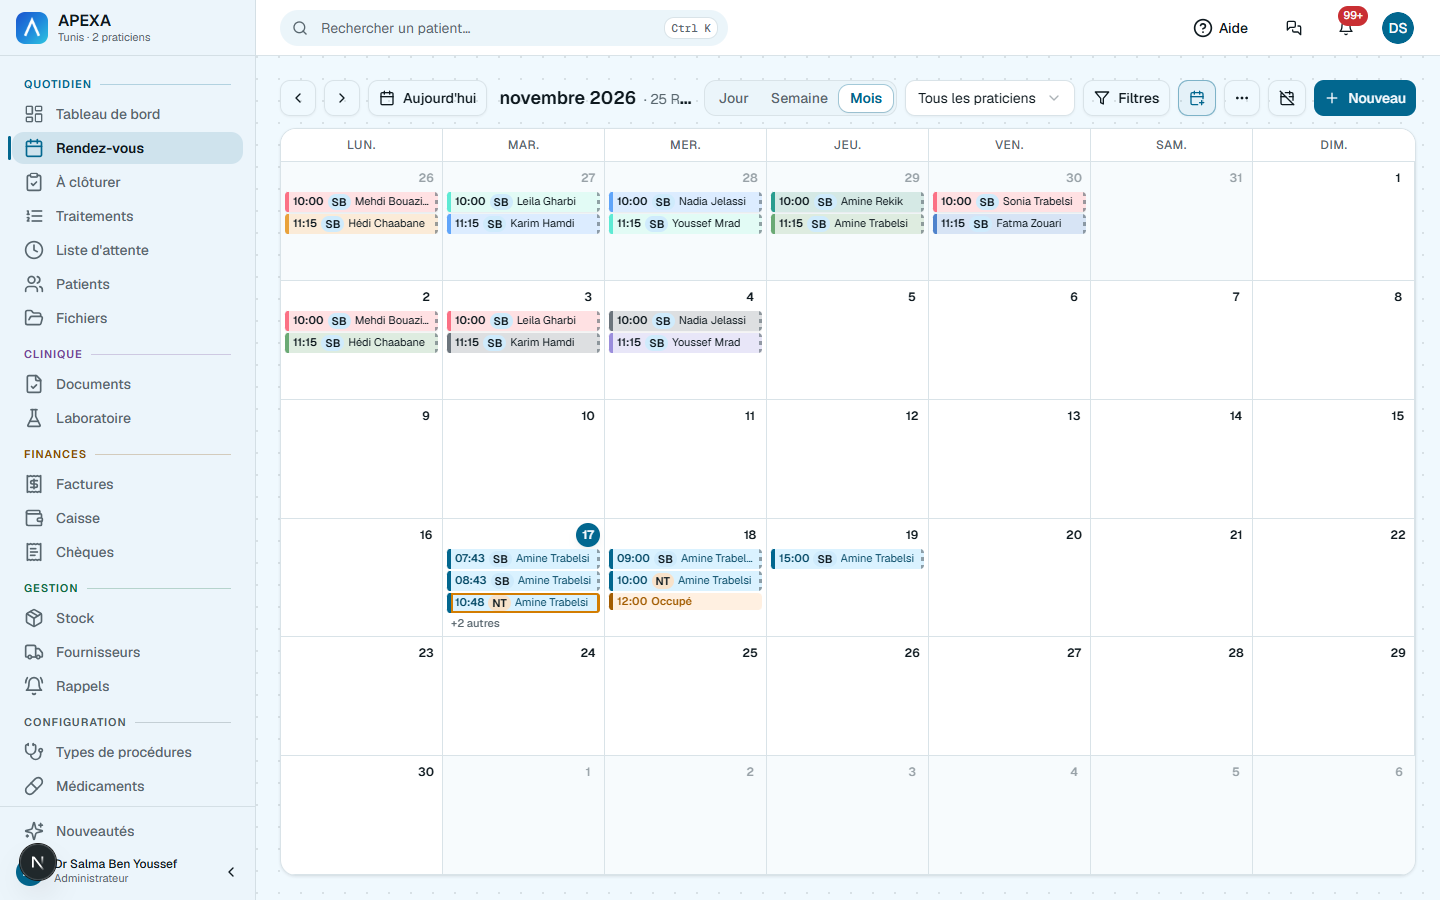 APEXA
Tunis · 2 praticiens
Rechercher un patient…
Ctrl K
Aide
99+
DS
QUOTIDIEN
Tableau de bord
Rendez-vous
À clôturer
Traitements
Liste d'attente
Patients
Fichiers
CLINIQUE
Documents
Laboratoire
FINANCES
Factures
Caisse
Chèques
GESTION
Stock
Fournisseurs
Rappels
CONFIGURATION
Types de procédures
Médicaments
Nouveautés
N
Dr Salma Ben Youssef
Administrateur
Aujourd'hui
novembre 2026 · 25 R…
Jour Semaine Mois
Tous les praticiens
Filtres
Nouveau
LUN. MAR. MER. JEU. VEN. SAM. DIM.
26 27 28 29 30 31 1
10:00 SB Mehdi Bouazi… 10:00 SB Leila Gharbi 10:00 SB Nadia Jelassi 10:00 SB Amine Rekik 10:00 SB Sonia Trabelsi
11:15 SB Hédi Chaabane 11:15 SB Karim Hamdi 11:15 SB Youssef Mrad 11:15 SB Amine Trabelsi 11:15 SB Fatma Zouari
2 3 4 5 6 7 8
10:00 SB Mehdi Bouazi… 10:00 SB Leila Gharbi 10:00 SB Nadia Jelassi
11:15 SB Hédi Chaabane 11:15 SB Karim Hamdi 11:15 SB Youssef Mrad
9 10 11 12 13 14 15
16 17 18 19 20 21 22
07:43 SB Amine Trabelsi 09:00 SB Amine Trabel… 15:00 SB Amine Trabelsi
08:43 SB Amine Trabelsi 10:00 NT Amine Trabelsi
10:48 NT Amine Trabelsi 12:00 Occupé
+2 autres
23 24 25 26 27 28 29
30 1 2 3 4 5 6